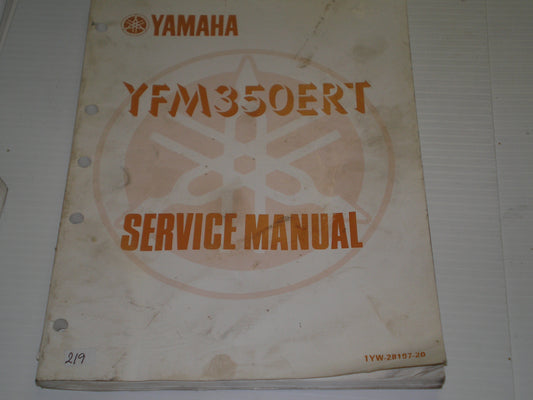 YAMAHA
YFM350ERT
SERVICE MANUAL
219
1YW-28197-20